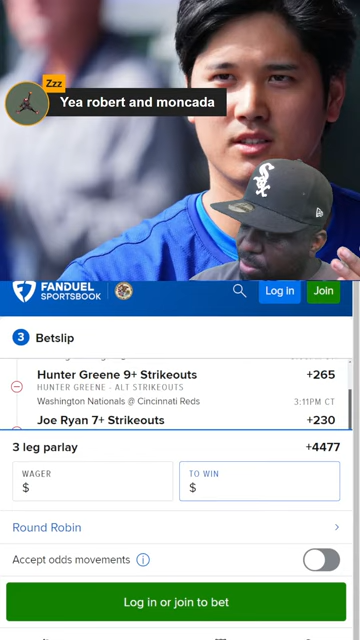 Zzz
Yea robert and moncada
FANDUEL
SPORTSBOOK
Log in
Join
3
Betslip
Hunter Greene 9+ Strikeouts
+265
HUNTER GREENE - ALT STRIKEOUTS
Washington Nationals @ Cincinnati Reds
3:11PM CT
Joe Ryan 7+ Strikeouts
+230
3 leg parlay
+4477
WAGER
$
TO WIN
$
Round Robin
Accept odds movements
Log in or join to bet